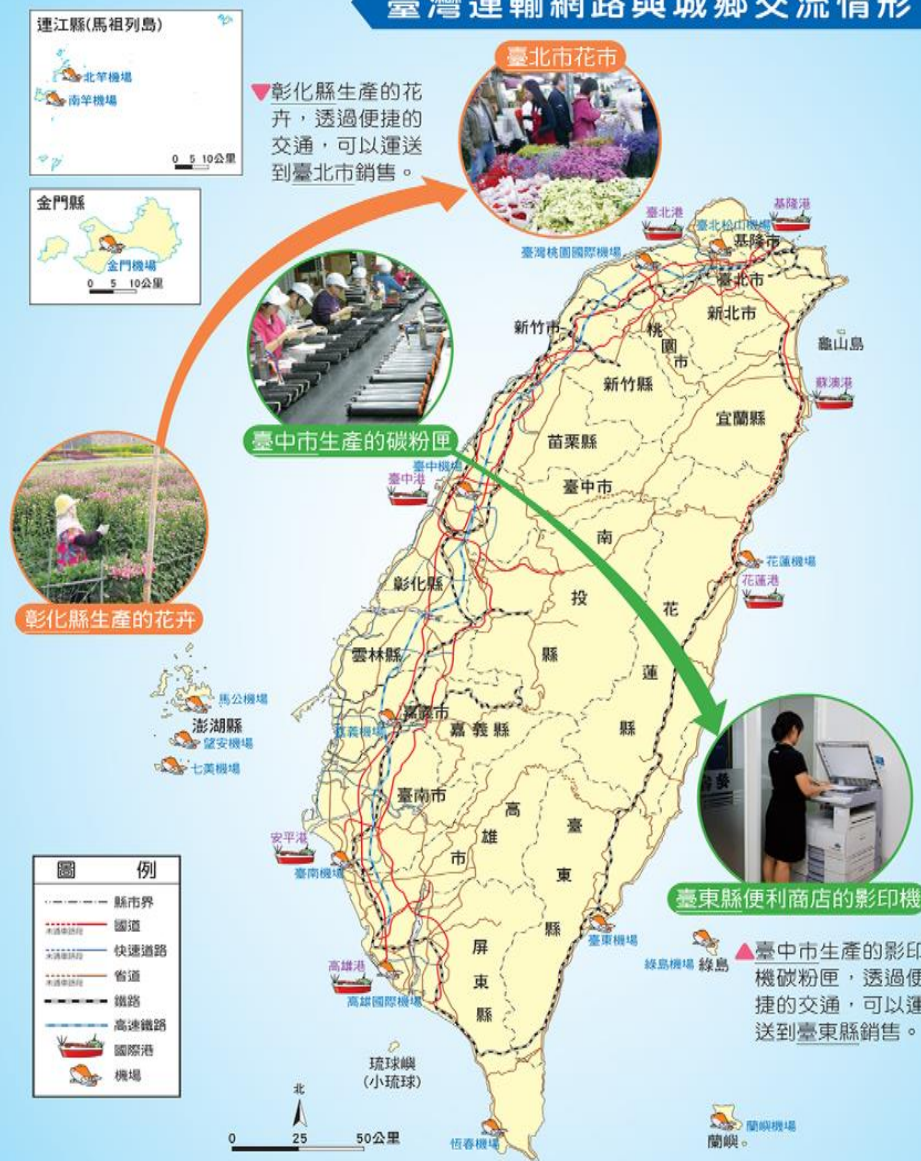 臺灣運輸網路與城鄉交流情形
連江縣(馬祖列島)
北竿機場
南竿機場
0 5 10公里
金門縣
金門機場
0 5 10公里
彰化縣生產的花
卉，透過便捷的
交通，可以運送
到臺北市銷售。
臺北市花市
臺中市生產的碳粉匣
彰化縣生產的花卉
臺北港
基隆港
臺北松山機場
臺灣桃園國際機場
基隆市
臺北市
新北市
桃園市
新竹市
新竹縣
龜山島
蘇澳港
宜蘭縣
苗栗縣
臺中機場
臺中港
臺中市
南投縣
花蓮機場
花蓮港
花蓮縣
彰化縣
雲林縣
馬公機場
澎湖縣
望安機場
七美機場
嘉義市
嘉義機場
嘉義縣
臺南市
安平港
臺南機場
高雄市
臺東縣
臺東縣便利商店的影印機
臺東機場
綠島機場
綠島
臺中市生產的影印
機碳粉匣，透過便
捷的交通，可以運
送到臺東縣銷售。
高雄港
高雄國際機場
屏東縣
琉球嶼
(小琉球)
恆春機場
蘭嶼機場
蘭嶼
圖例
縣市界
國道
未通車路段
快速道路
未通車路段
省道
未通車路段
鐵路
高速鐵路
國際港
機場
北
0 25 50公里